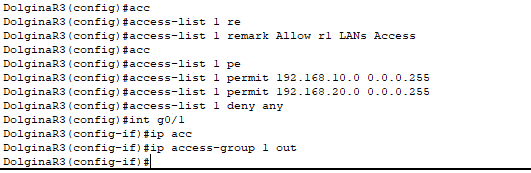 DolginaR3(config)#acc
DolginaR3(config)#access-list 1 re
DolginaR3(config)#access-list 1 remark Allow r1 LANs Access
DolginaR3(config)#acc
DolginaR3(config)#access-list 1 pe
DolginaR3(config)#access-list 1 permit 192.168.10.0 0.0.0.255
DolginaR3(config)#access-list 1 permit 192.168.20.0 0.0.0.255
DolginaR3(config)#access-list 1 deny any
DolginaR3(config)#int g0/1
DolginaR3(config-if)#ip acc
DolginaR3(config-if)#ip access-group 1 out
DolginaR3(config-if)#